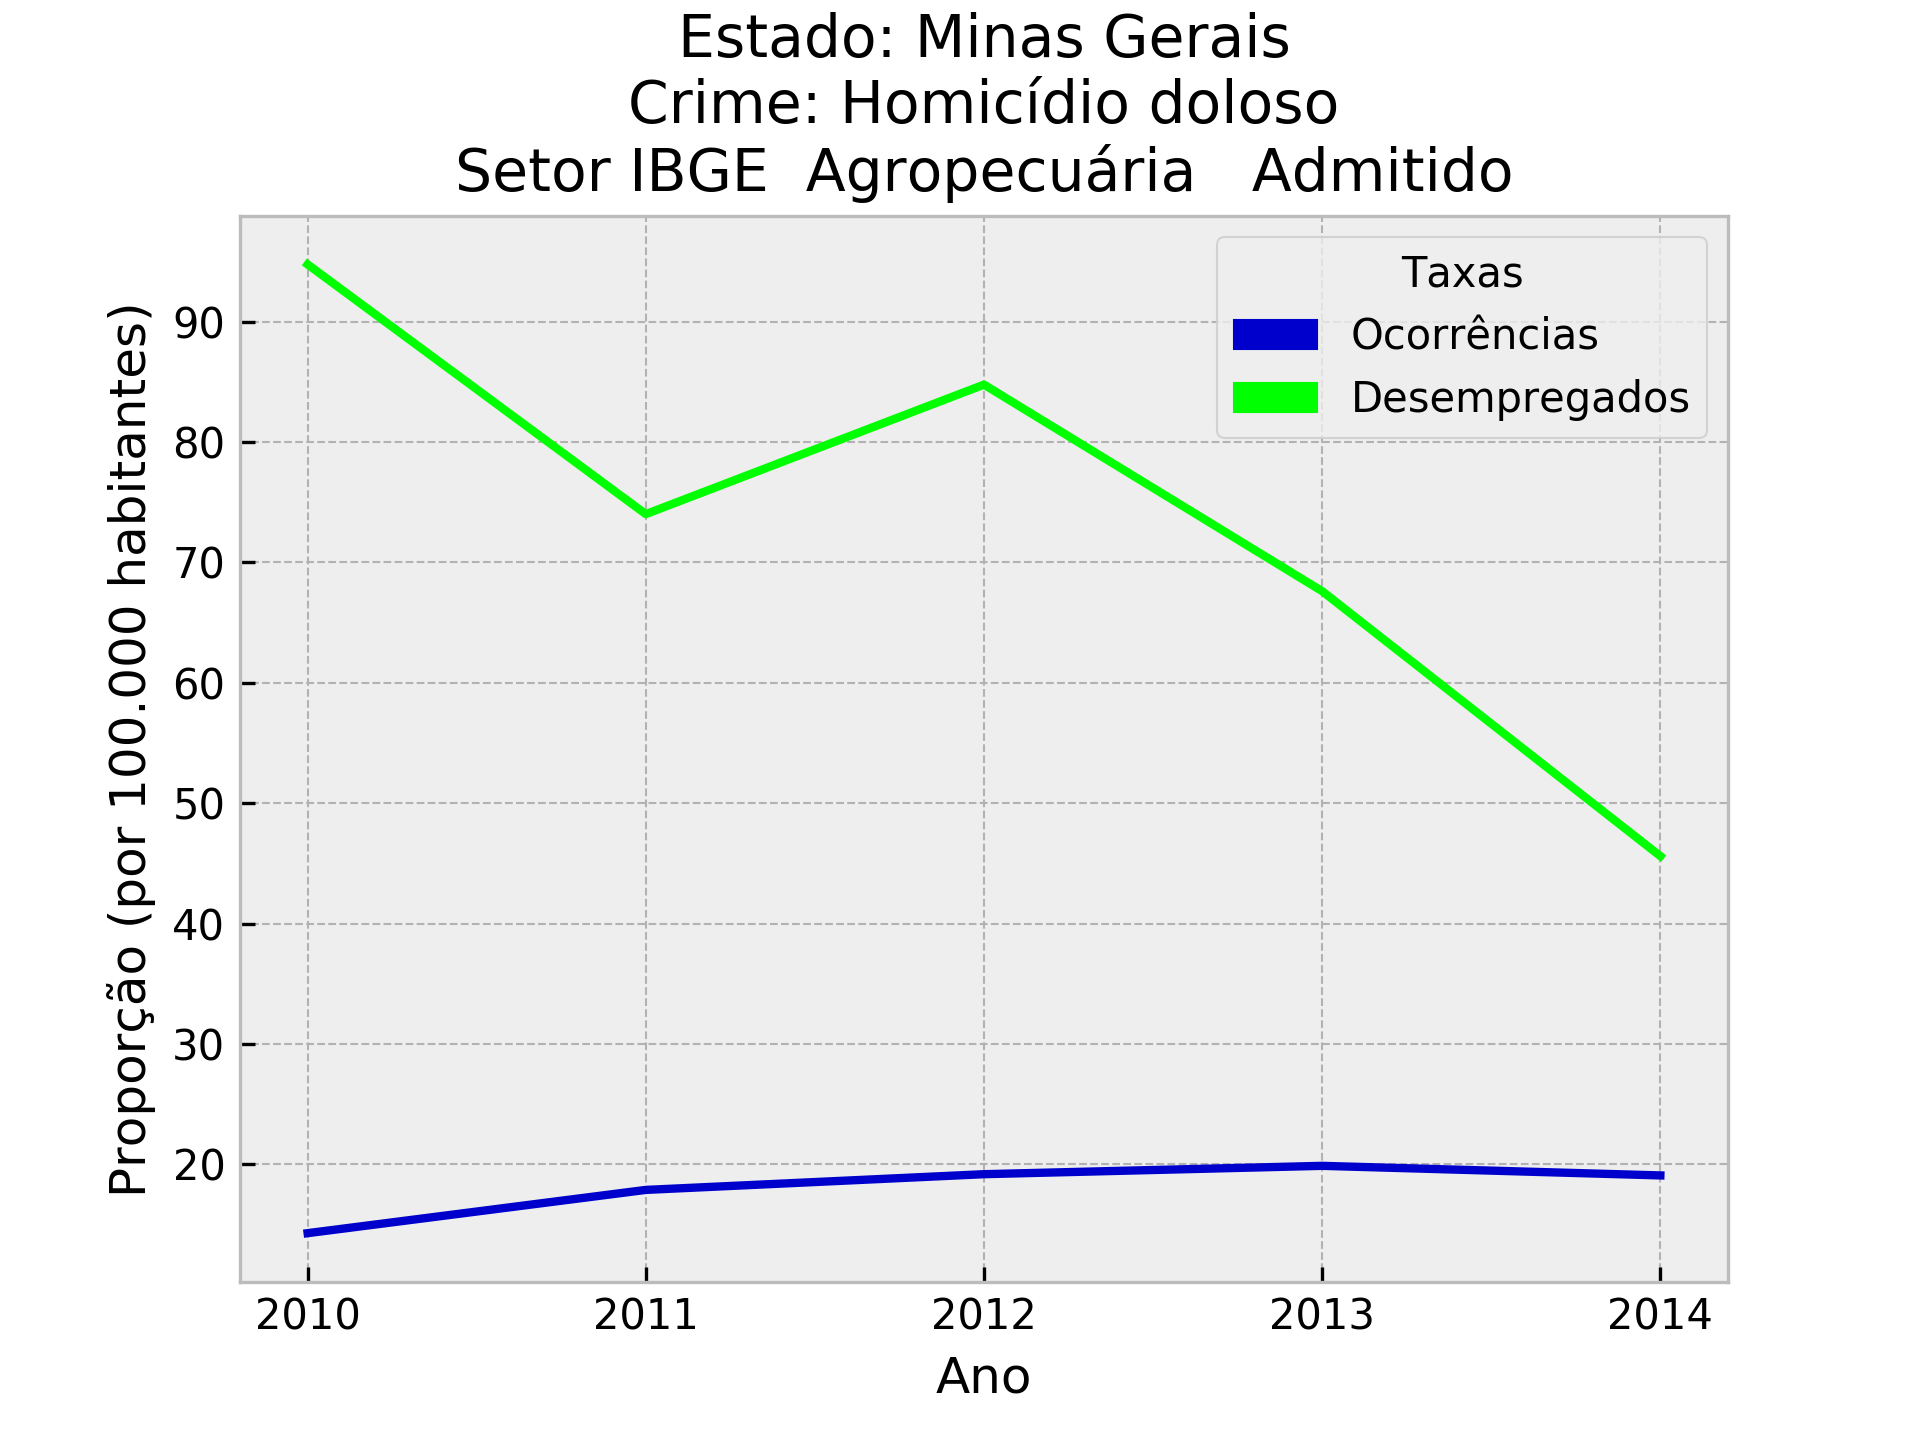 Estado: Minas Gerais
Crime: Homicídio doloso
Setor IBGE  Agropecuária   Admitido
Taxas
Ocorrências
Desempregados
Proporção (por 100.000 habitantes)
90
80
70
60
50
40
30
20
2010 2011 2012 2013 2014
Ano